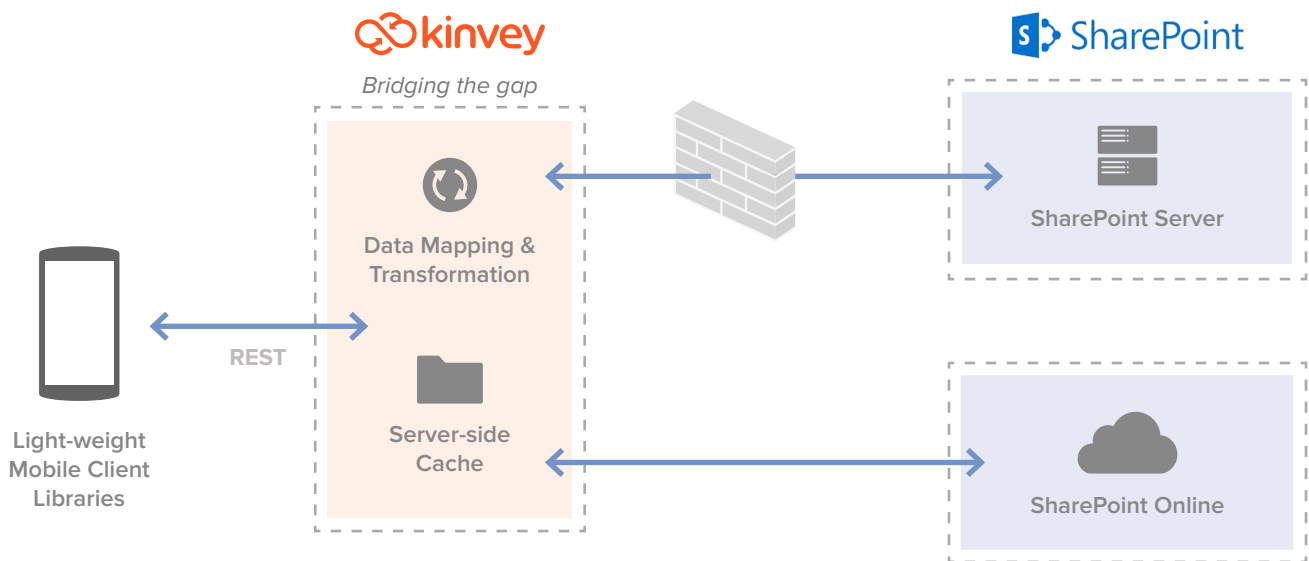 kinvey
Bridging the gap
Data Mapping &
Transformation
Server-side
Cache
REST
Light-weight
Mobile Client
Libraries
S
SharePoint
SharePoint Server
SharePoint Online